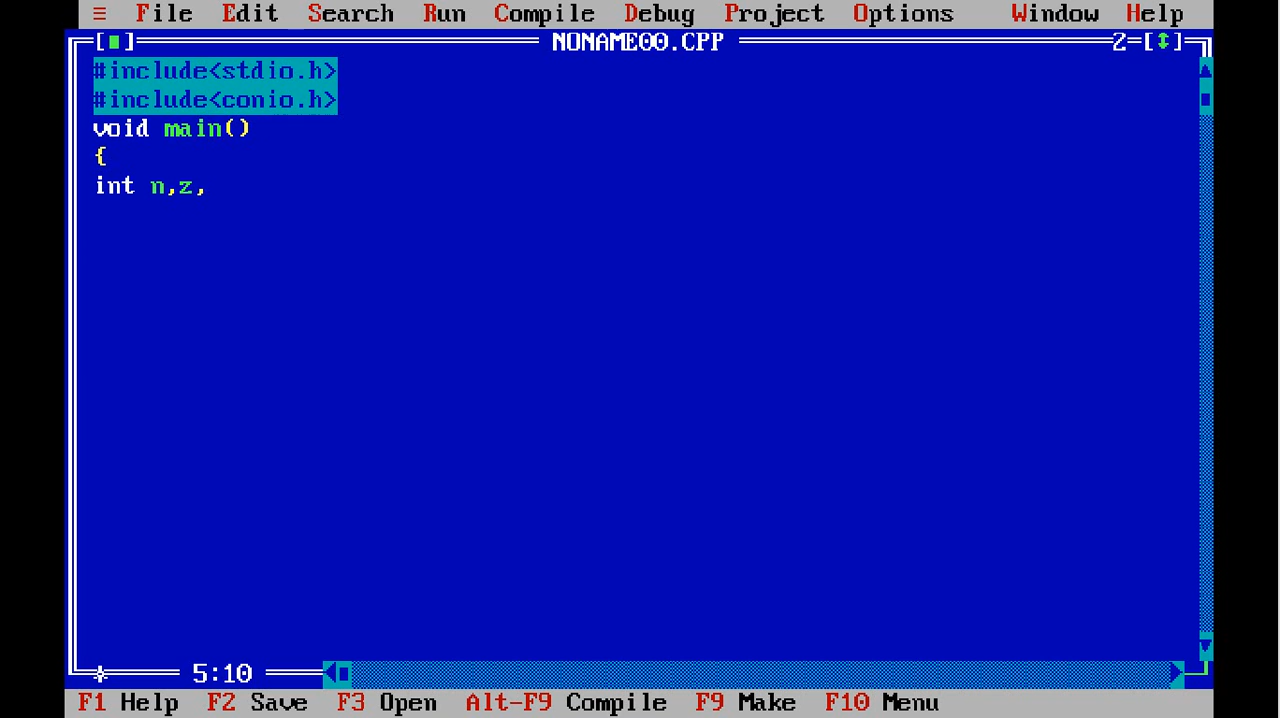 ≡ File Edit Search Run Compile Debug Project Options Window Help
[■] NONAME00.CPP 2=[↕]
#include<stdio.h>
#include<conio.h>
void main()
{
int n,z,
5:10
F1 Help F2 Save F3 Open Alt-F9 Compile F9 Make F10 Menu